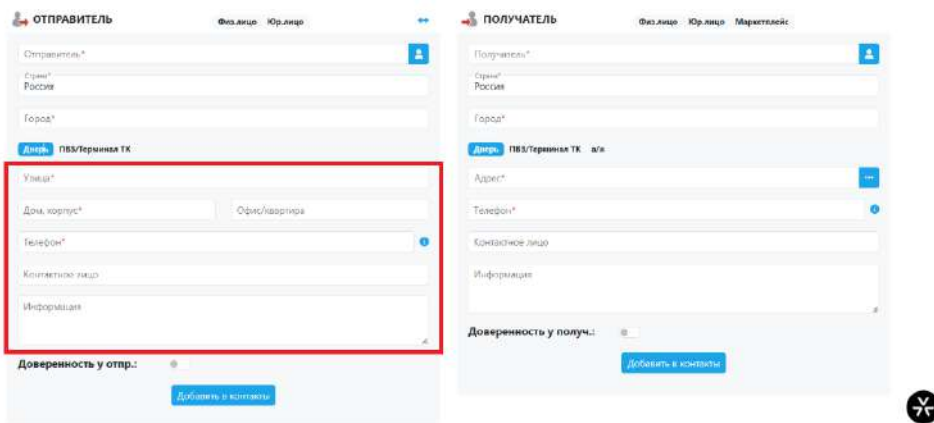 ОТПРАВИТЕЛЬ Физ.лицо Юр.лицо
Отправитель*
Страна*
Россия
Город*
Дверь ПВЗ/Терминал ТК
Улица*
Дом, корпус* Офис/квартира
Телефон*
Контактное лицо
Информация
Доверенность у отпр.:
Добавить в контакты
ПОЛУЧАТЕЛЬ Физ.лицо Юр.лицо Маркетплейс
Получатель*
Страна*
Россия
Город*
Дверь ПВЗ/Терминал ТК а/я
Адрес*
Телефон*
Контактное лицо
Информация
Доверенность у получ.:
Добавить в контакты